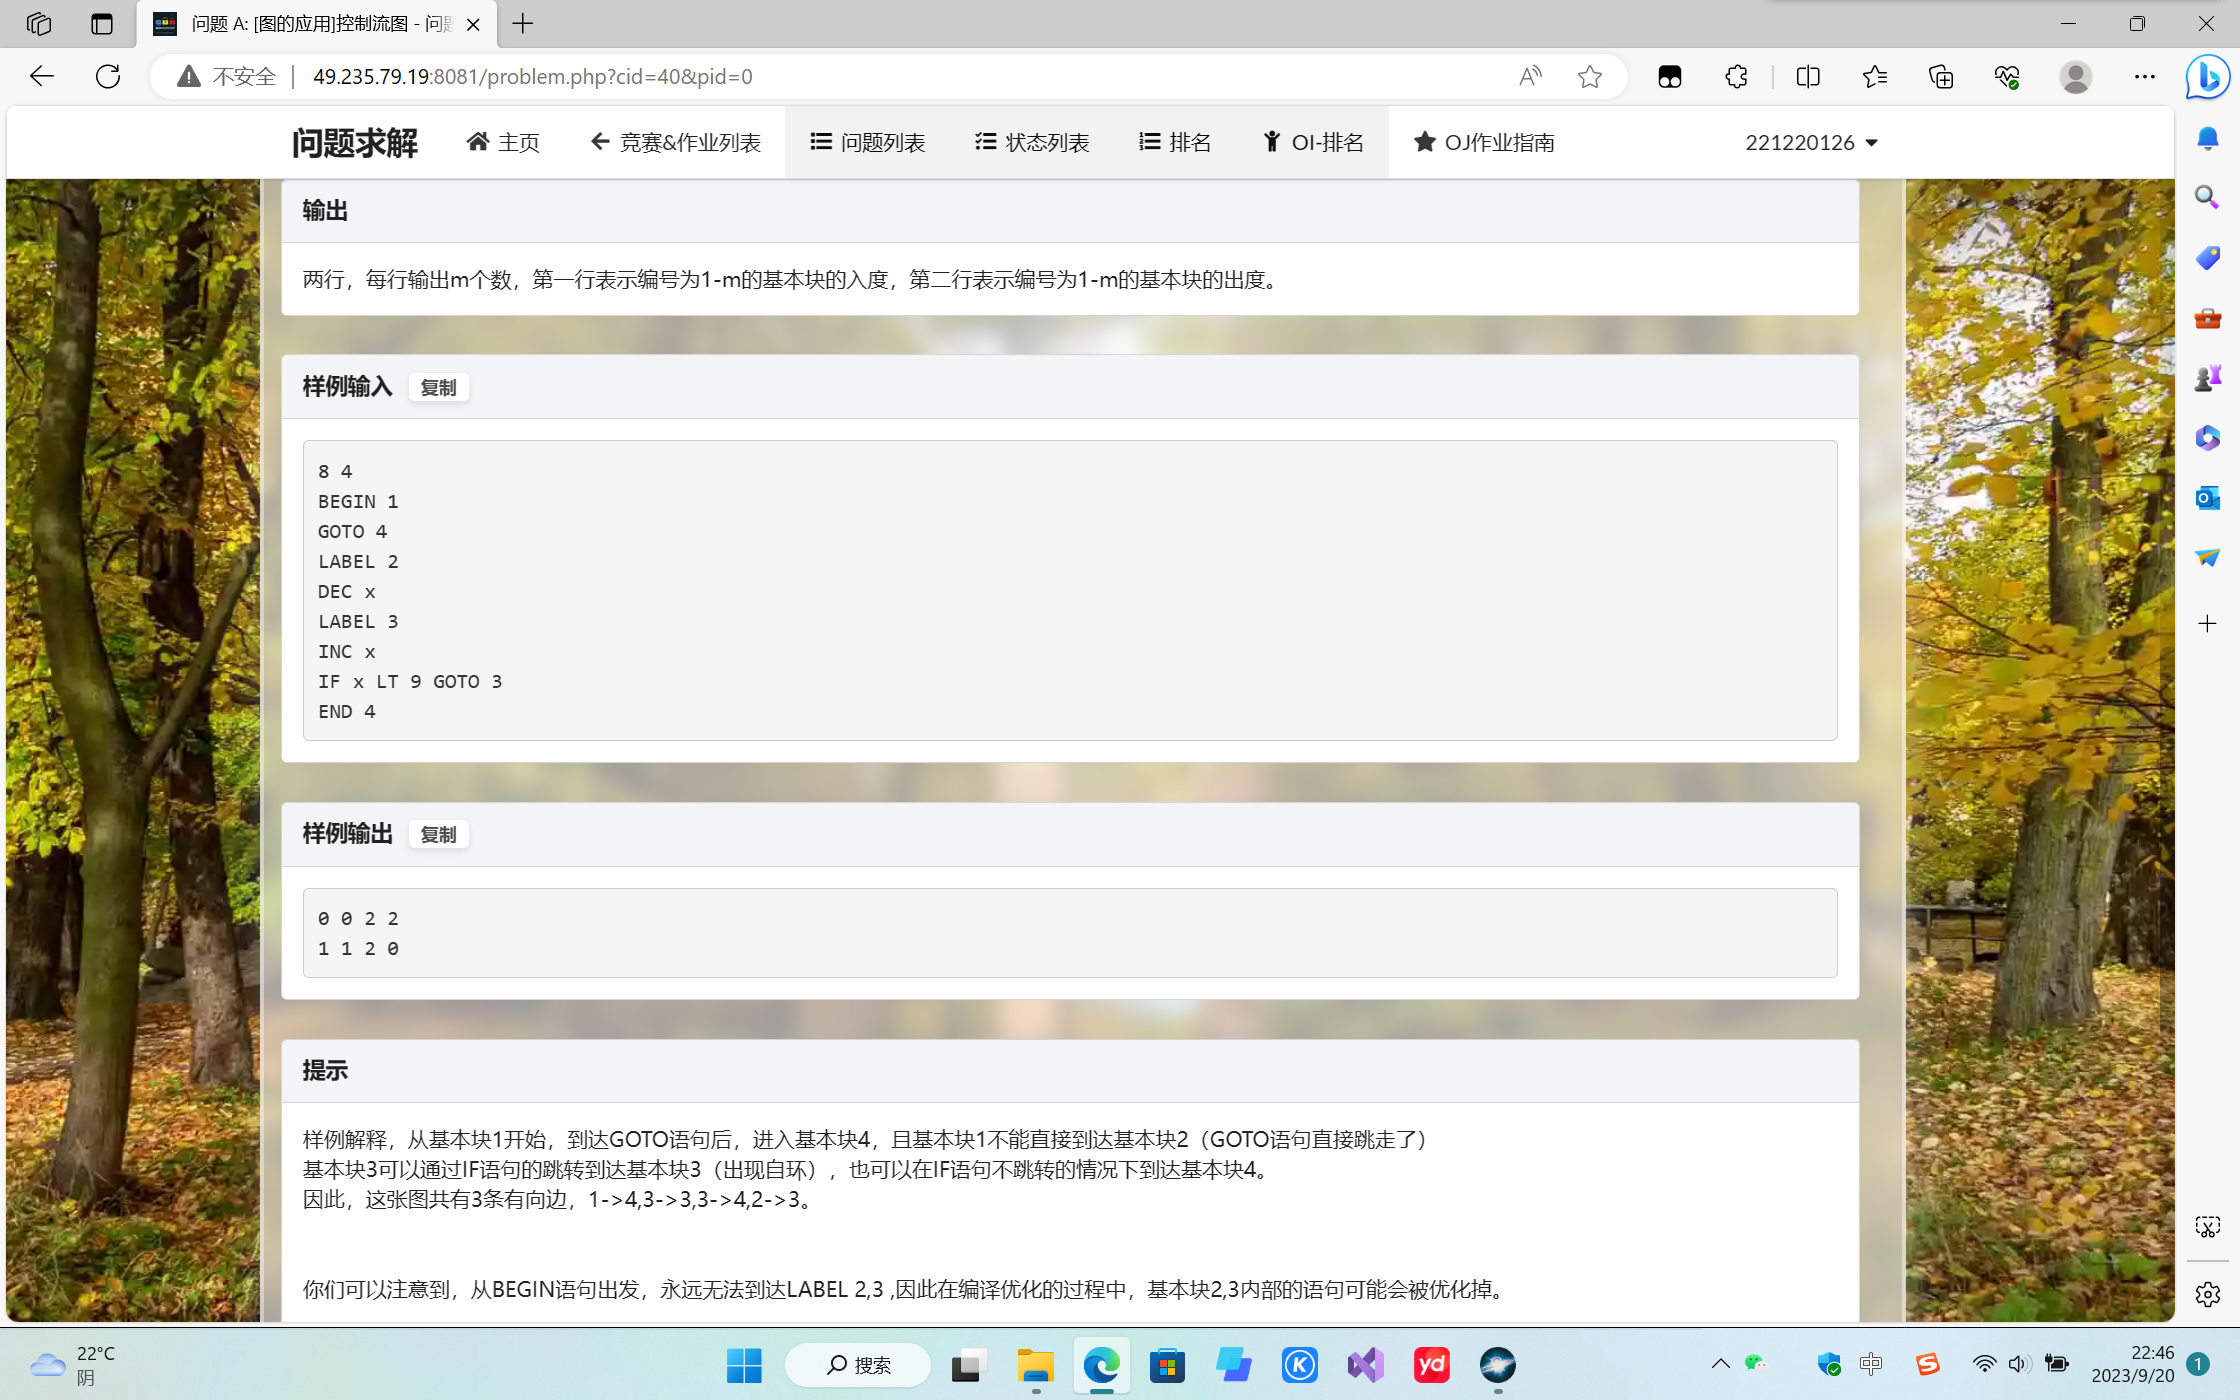 问题 A: [图的应用]控制流图 - 问题
不安全
49.235.79.19:8081/problem.php?cid=40&pid=0
问题求解 主页 竞赛&作业列表 问题列表 状态列表 排名 OI-排名 OJ作业指南 221220126
输出
两行，每行输出m个数，第一行表示编号为1-m的基本块的入度，第二行表示编号为1-m的基本块的出度。
样例输入 复制
8 4
BEGIN 1
GOTO 4
LABEL 2
DEC x
LABEL 3
INC x
IF x LT 9 GOTO 3
END 4
样例输出 复制
0 0 2 2
1 1 2 0
提示
样例解释，从基本块1开始，到达GOTO语句后，进入基本块4，且基本块1不能直接到达基本块2（GOTO语句直接跳走了）
基本块3可以通过IF语句的跳转到达基本块3（出现自环），也可以在IF语句不跳转的情况下到达基本块4。
因此，这张图共有3条有向边，1->4,3->3,3->4,2->3。
你们可以注意到，从BEGIN语句出发，永远无法到达LABEL 2,3 ,因此在编译优化的过程中，基本块2,3内部的语句可能会被优化掉。
22°C
阴
搜索
yd
中
22:46
2023/9/20
1